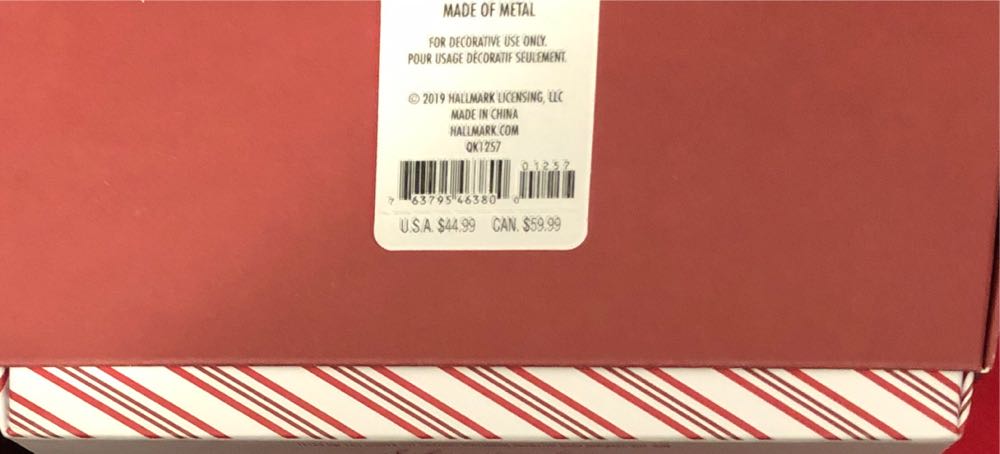 MADE OF METAL
FOR DECORATIVE USE ONLY.
POUR USAGE DÉCORATIF SEULEMENT.
© 2019 HALLMARK LICENSING, LLC
MADE IN CHINA
HALLMARK.COM
QK1257
01257
7 63795 46380 0
U.S.A. $44.99 CAN. $59.99